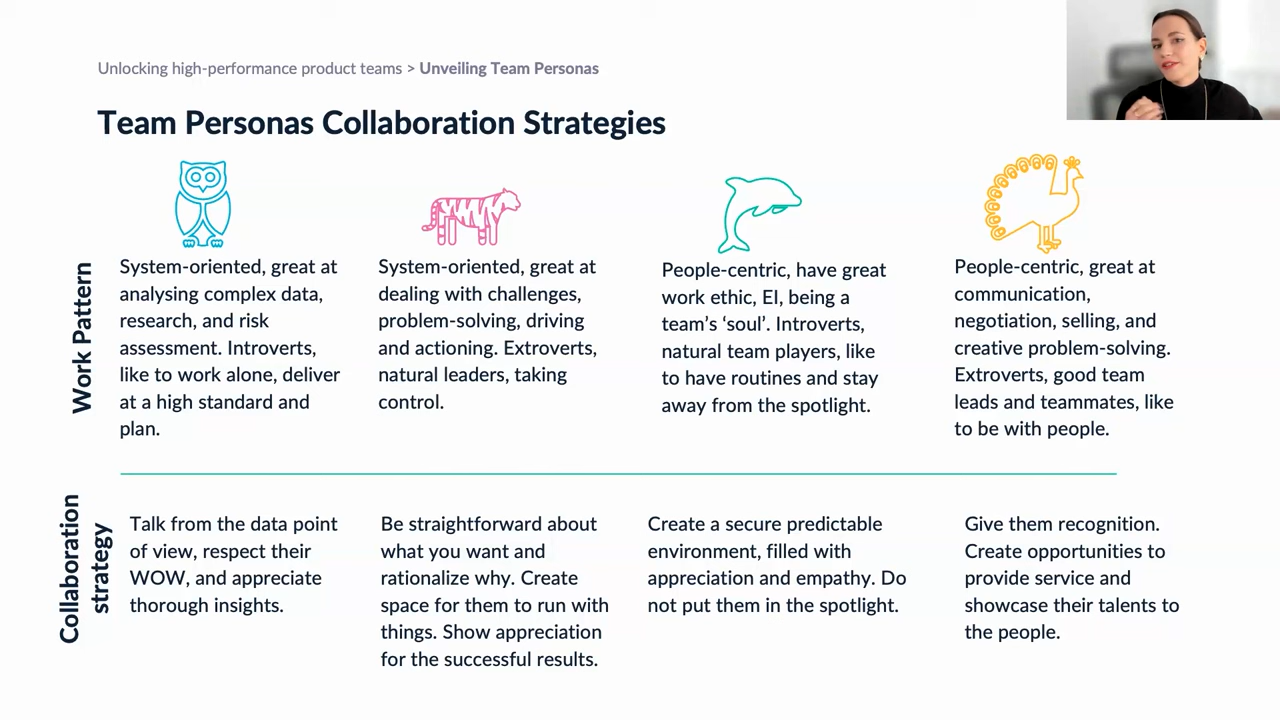 Unlocking high-performance product teams > Unveiling Team Personas
Team Personas Collaboration Strategies
Work Pattern
System-oriented, great at
analysing complex data,
research, and risk
assessment. Introverts,
like to work alone, deliver
at a high standard and
plan.
System-oriented, great at
dealing with challenges,
problem-solving, driving
and actioning. Extroverts,
natural leaders, taking
control.
People-centric, have great
work ethic, EI, being a
team’s ‘soul’. Introverts,
natural team players, like
to have routines and stay
away from the spotlight.
People-centric, great at
communication,
negotiation, selling, and
creative problem-solving.
Extroverts, good team
leads and teammates, like
to be with people.
Collaboration
strategy
Talk from the data point
of view, respect their
WOW, and appreciate
thorough insights.
Be straightforward about
what you want and
rationalize why. Create
space for them to run with
things. Show appreciation
for the successful results.
Create a secure predictable
environment, filled with
appreciation and empathy. Do
not put them in the spotlight.
Give them recognition.
Create opportunities to
provide service and
showcase their talents to
the people.